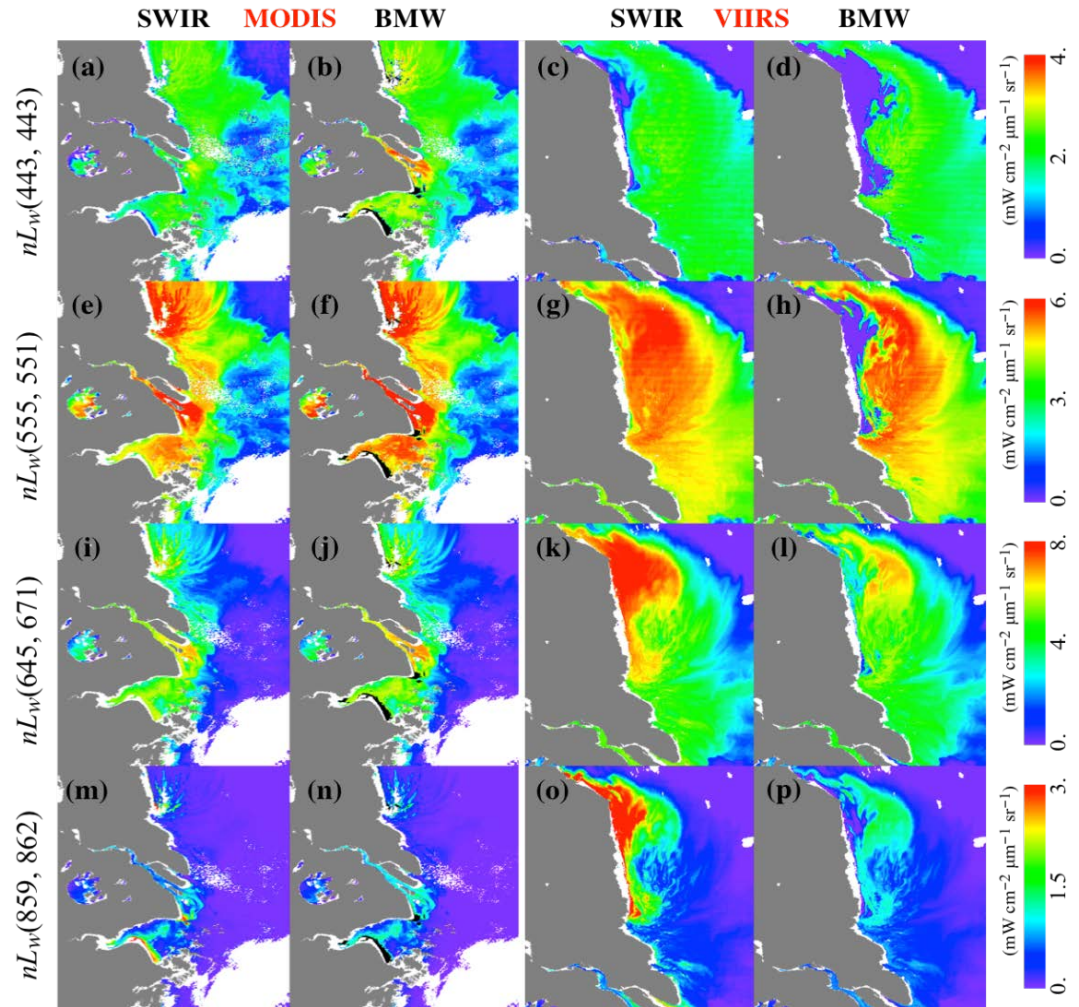 SWIR MODIS BMW SWIR VIIRS BMW
nLw(443, 443) (a) (b) (c) (d) 4. 2. 0. (mW cm−2 μm−1 sr−1)
nLw(555, 551) (e) (f) (g) (h) 6. 3. 0. (mW cm−2 μm−1 sr−1)
nLw(645, 671) (i) (j) (k) (l) 8. 4. 0. (mW cm−2 μm−1 sr−1)
nLw(859, 862) (m) (n) (o) (p) 3. 1.5 0. (mW cm−2 μm−1 sr−1)